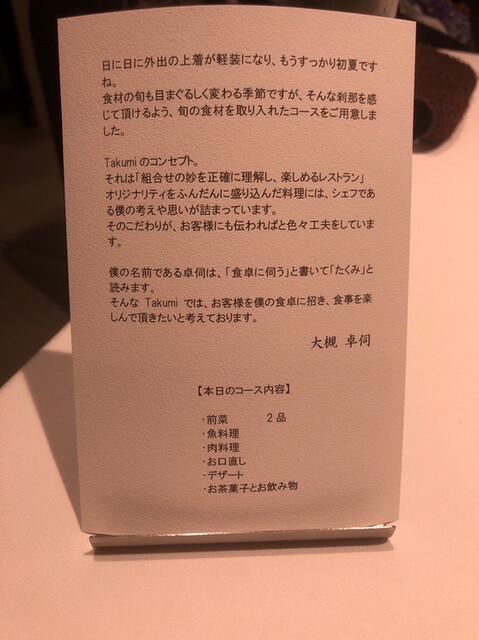 日に日に外出の上着が軽装になり、もうすっかり初夏です
ね。
食材の旬も目まぐるしく変わる季節ですが、そんな刹那を感
じて頂けるよう、旬の食材を取り入れたコースをご用意しま
した。
Takumiのコンセプト。
それは「組合せの妙を正確に理解し、楽しめるレストラン」
オリジナリティをふんだんに盛り込んだ料理には、シェフであ
る僕の考えや思いが詰まっています。
そのこだわりが、お客様にも伝わればと色々工夫をしていま
す。
僕の名前である卓伺は、「食卓に伺う」と書いて「たくみ」と
読みます。
そんな Takumi では、お客様を僕の食卓に招き、食事を楽
しんで頂きたいと考えております。
大槻 卓伺
【本日のコース内容】
・前菜 2品
・魚料理
・肉料理
・お口直し
・デザート
・お茶菓子とお飲み物